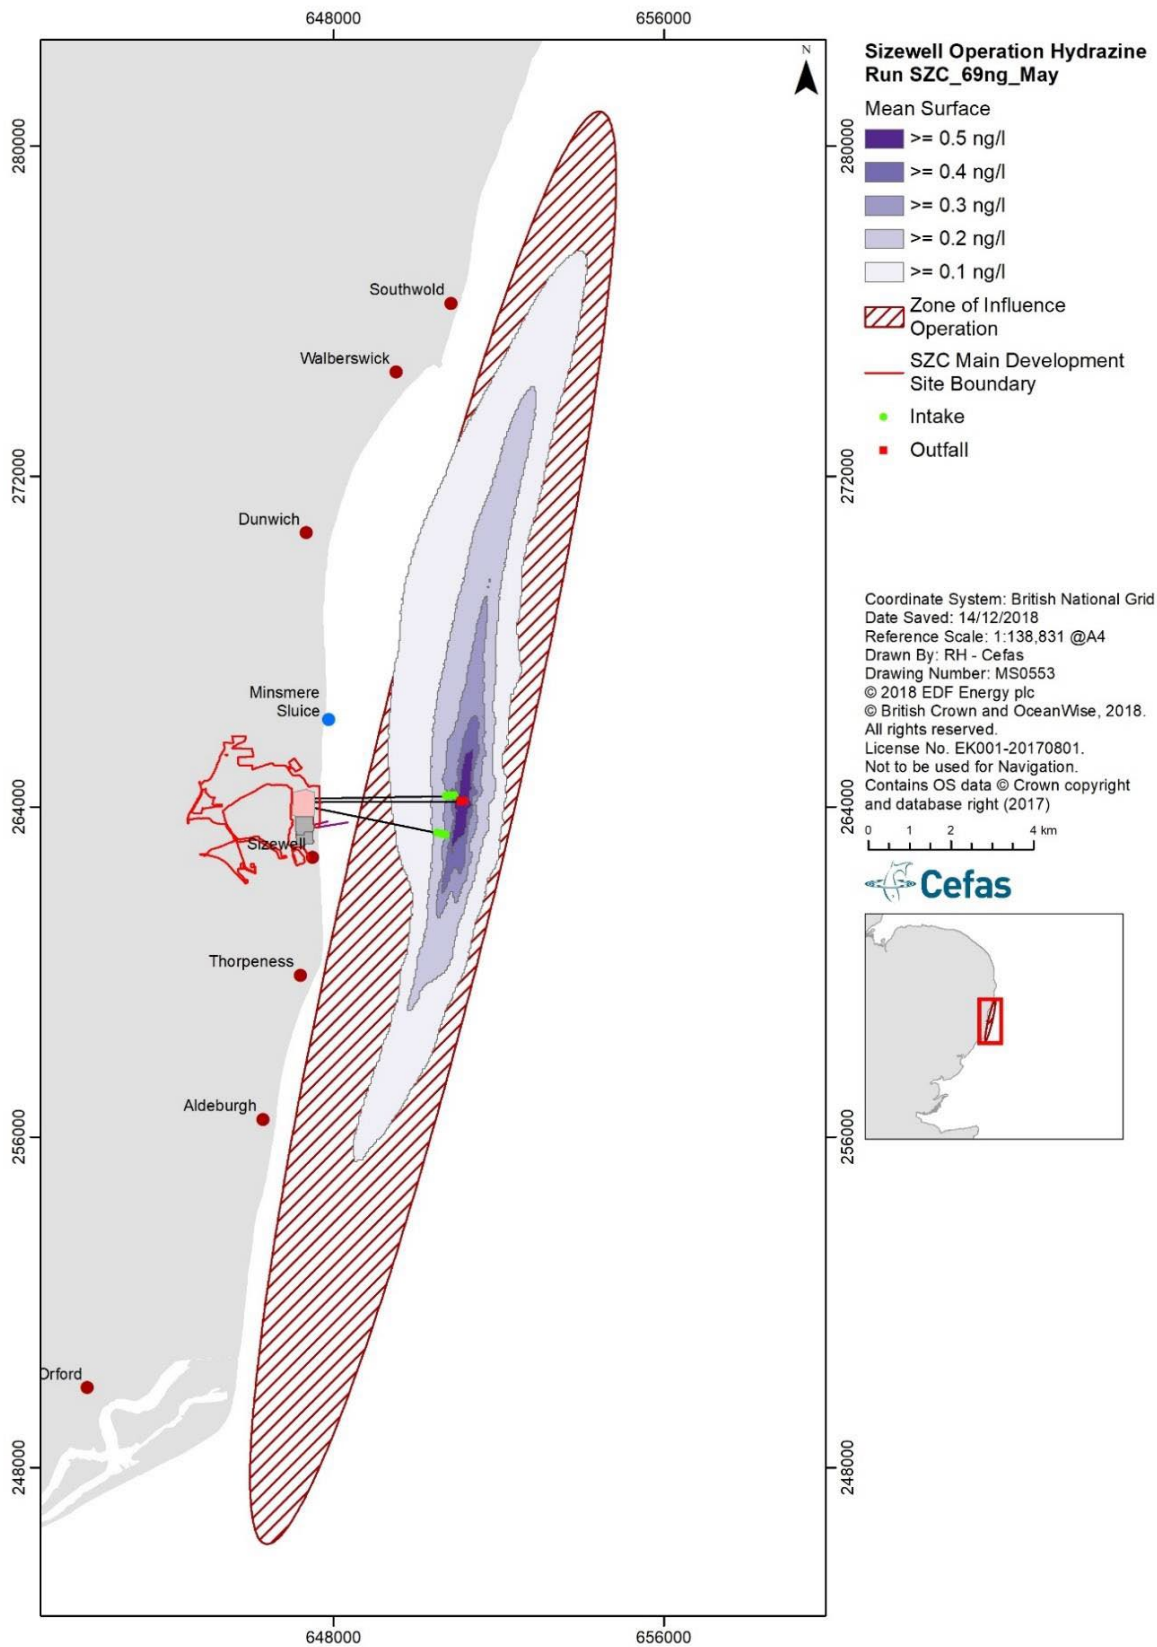 648000
656000
N
Sizewell Operation Hydrazine
Run SZC_69ng_May
Mean Surface
>= 0.5 ng/l
>= 0.4 ng/l
>= 0.3 ng/l
>= 0.2 ng/l
>= 0.1 ng/l
Zone of Influence
Operation
SZC Main Development
Site Boundary
Intake
Outfall
280000
280000
Southwold
Walberswick
272000
272000
Dunwich
Coordinate System: British National Grid
Date Saved: 14/12/2018
Reference Scale: 1:138,831 @A4
Drawn By: RH - Cefas
Drawing Number: MS0553
© 2018 EDF Energy plc
© British Crown and OceanWise, 2018.
All rights reserved.
License No. EK001-20170801.
Not to be used for Navigation.
Contains OS data © Crown copyright
and database right (2017)
Minsmere
Sluice
264000
264000
0 1 2 4 km
Sizewell
Cefas
Thorpeness
Aldeburgh
256000
256000
Orford
248000
248000
648000
656000